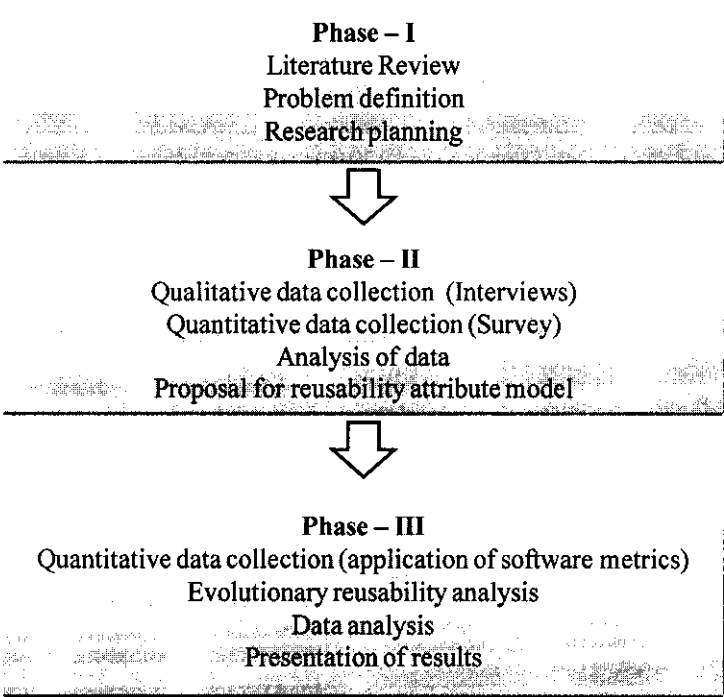 Phase – I
Literature Review
Problem definition
Research planning
Phase – II
Qualitative data collection (Interviews)
Quantitative data collection (Survey)
Analysis of data
Proposal for reusability attribute model
Phase – III
Quantitative data collection (application of software metrics)
Evolutionary reusability analysis
Data analysis
Presentation of results